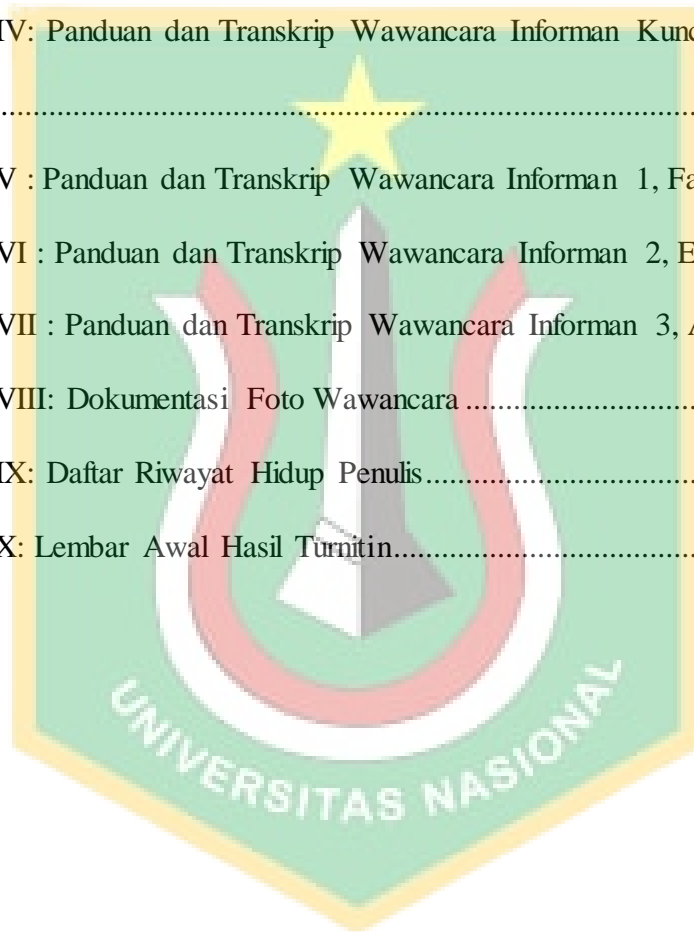 IV: Panduan dan Transkrip Wawancara Informan Kunc
....................................................................................
V : Panduan dan Transkrip Wawancara Informan 1, Fa
VI : Panduan dan Transkrip Wawancara Informan 2, E
VII : Panduan dan Transkrip Wawancara Informan 3, A
VIII: Dokumentasi Foto Wawancara ...........................
IX: Daftar Riwayat Hidup Penulis...............................
X: Lembar Awal Hasil Turnitin....................................
UNIVERSITAS NASIONAL